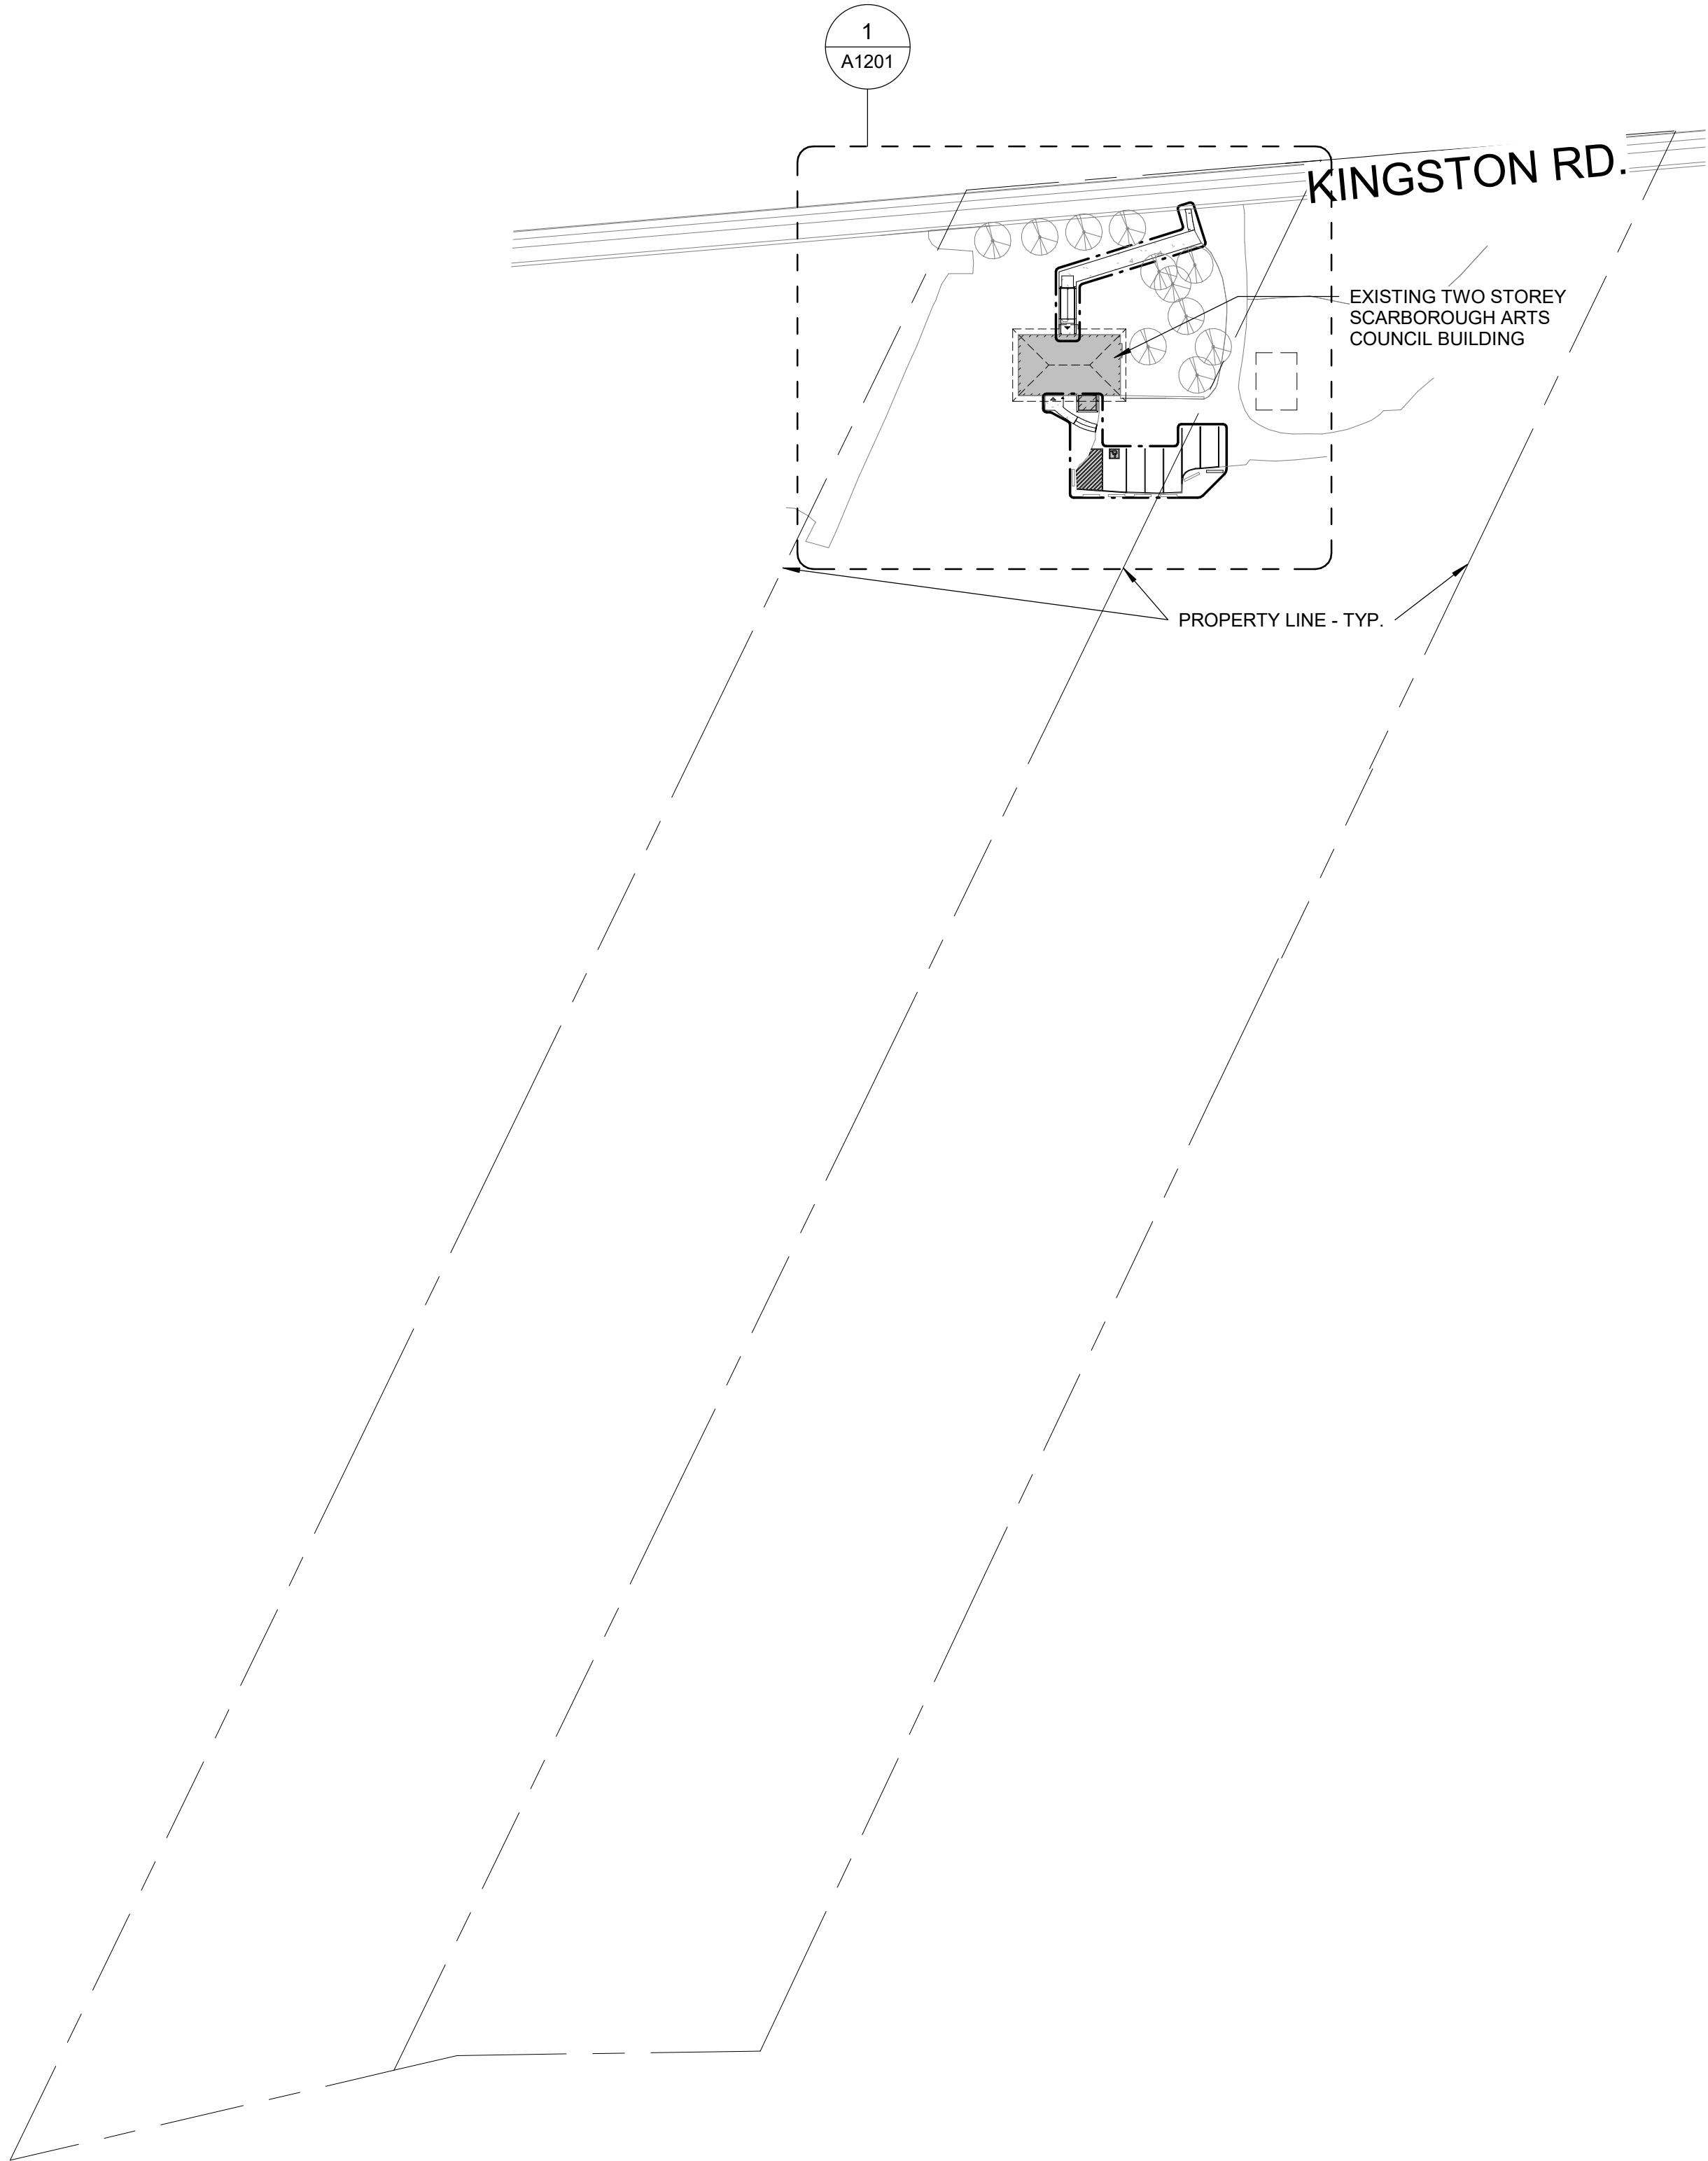 1
A1201
KINGSTON RD.
EXISTING TWO STOREY
SCARBOROUGH ARTS
COUNCIL BUILDING
PROPERTY LINE - TYP.